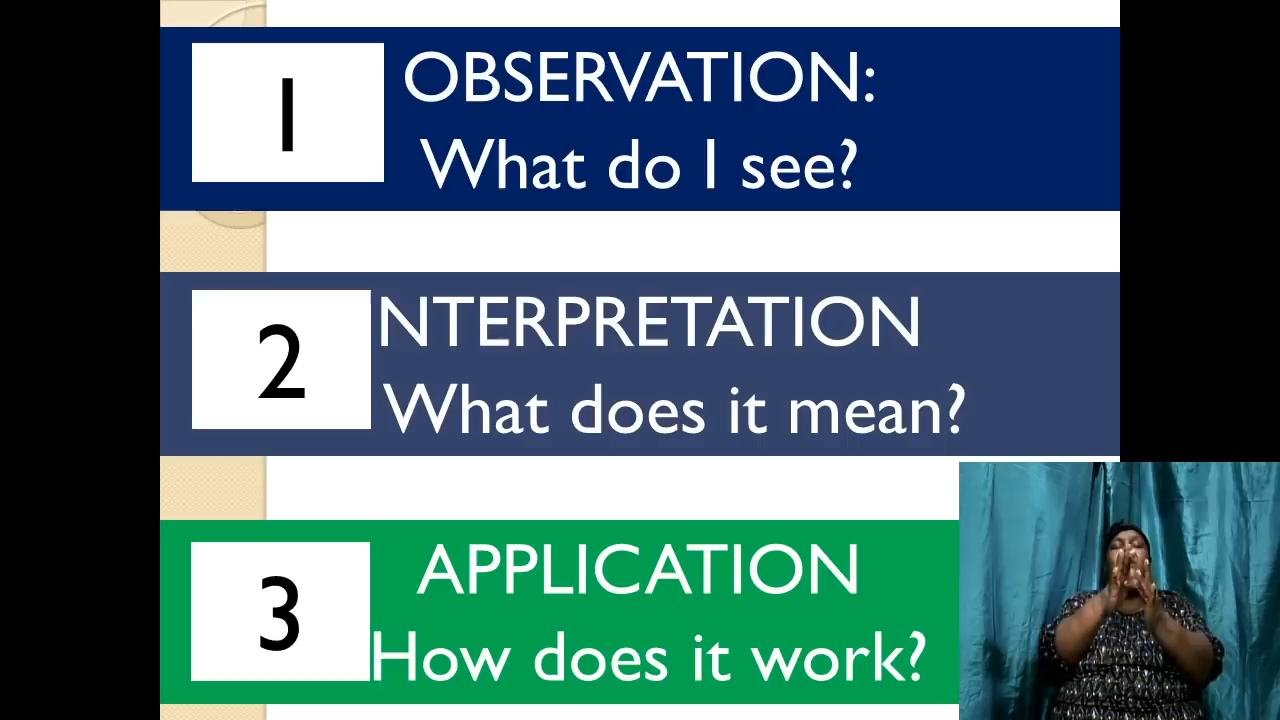 1
OBSERVATION:
What do I see?
2
NTERPRETATION
What does it mean?
3
APPLICATION
How does it work?